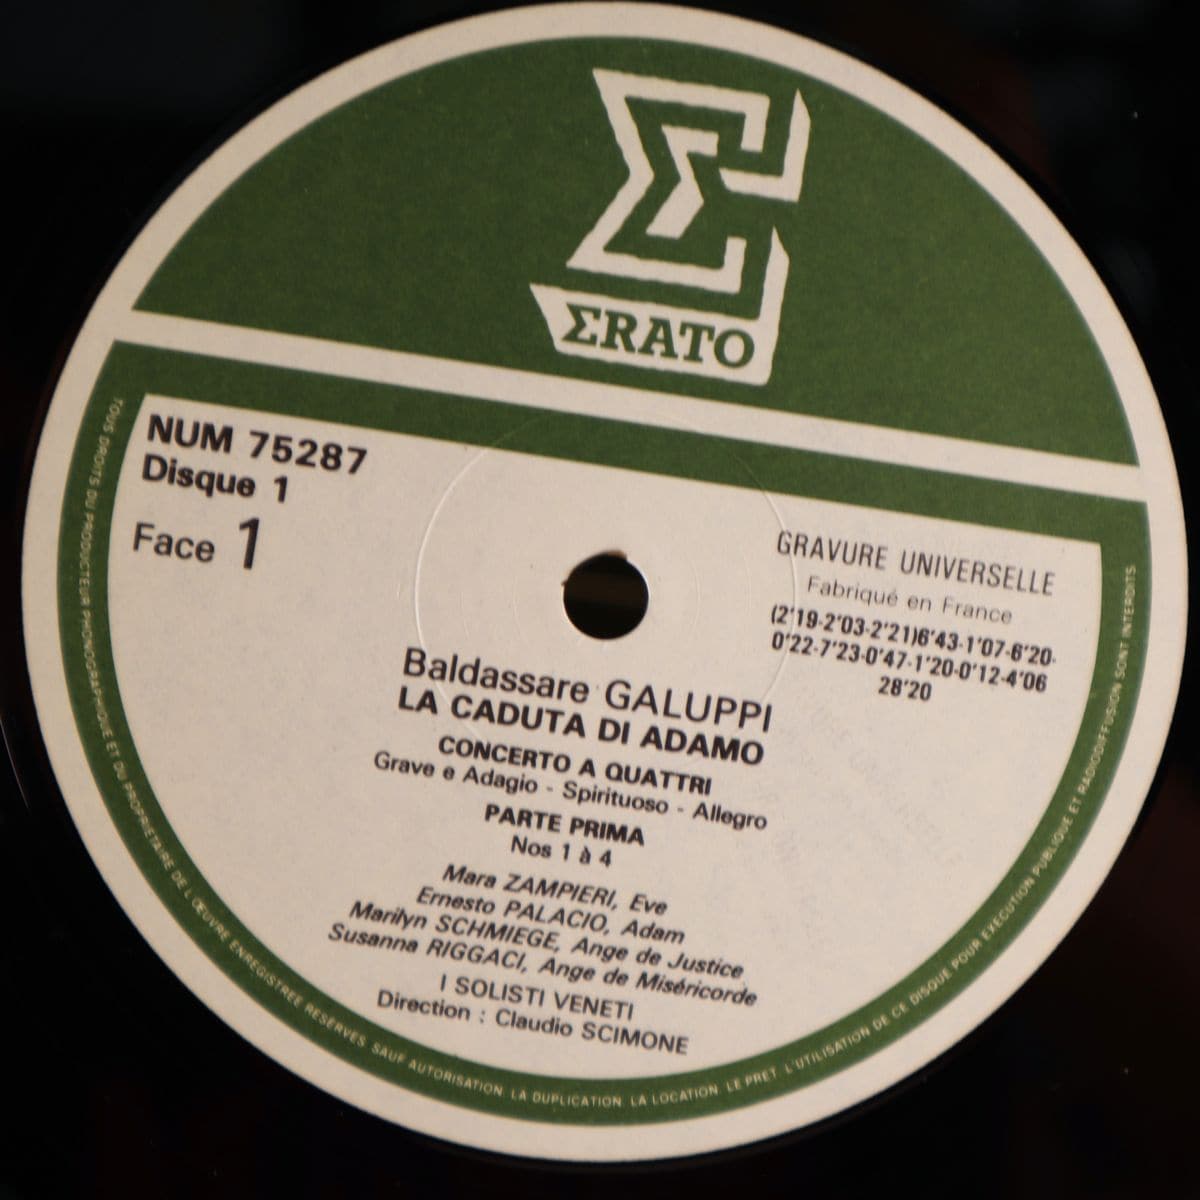 ΣRATO
NUM 75287
Disque 1
Face 1
GRAVURE UNIVERSELLE
Fabriqué en France
(2'19-2'03-2'21)6'43-1'07-6'20-
0'22-7'23-0'47-1'20-0'12-4'06
28'20
Baldassare GALUPPI
LA CADUTA DI ADAMO
CONCERTO A QUATTRI
Grave e Adagio - Spirituoso - Allegro
PARTE PRIMA
Nos 1 à 4
Mara ZAMPIERI, Eve
Ernesto PALACIO, Adam
Marilyn SCHMIEGE, Ange de Justice
Susanna RIGGACI, Ange de Miséricorde
I SOLISTI VENETI
Direction : Claudio SCIMONE
TOUS DROITS DU PRODUCTEUR PHONOGRAPHIQUE ET DU PROPRIETAIRE DE L'ŒUVRE ENREGISTREE RESERVES. SAUF AUTORISATION. LA DUPLICATION. LA LOCATION. LE PRET. L'UTILISATION DE CE DISQUE POUR EXECUTION PUBLIQUE ET RADIODIFFUSION SONT INTERDITS